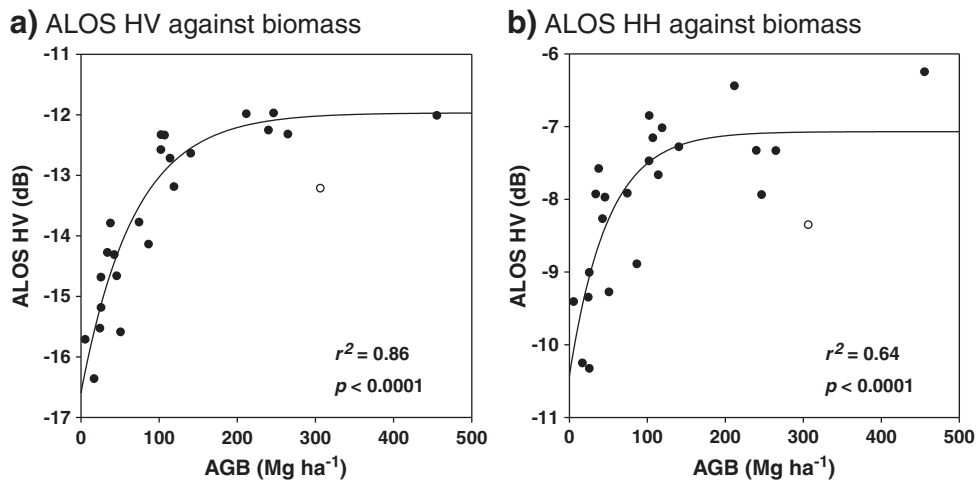 a) ALOS HV against biomass
-11
-12
-13
-14
-15
-16
-17
ALOS HV (dB)
r² = 0.86
p < 0.0001
0 100 200 300 400 500
AGB (Mg ha⁻¹)
b) ALOS HH against biomass
-6
-7
-8
-9
-10
-11
ALOS HV (dB)
r² = 0.64
p < 0.0001
0 100 200 300 400 500
AGB (Mg ha⁻¹)